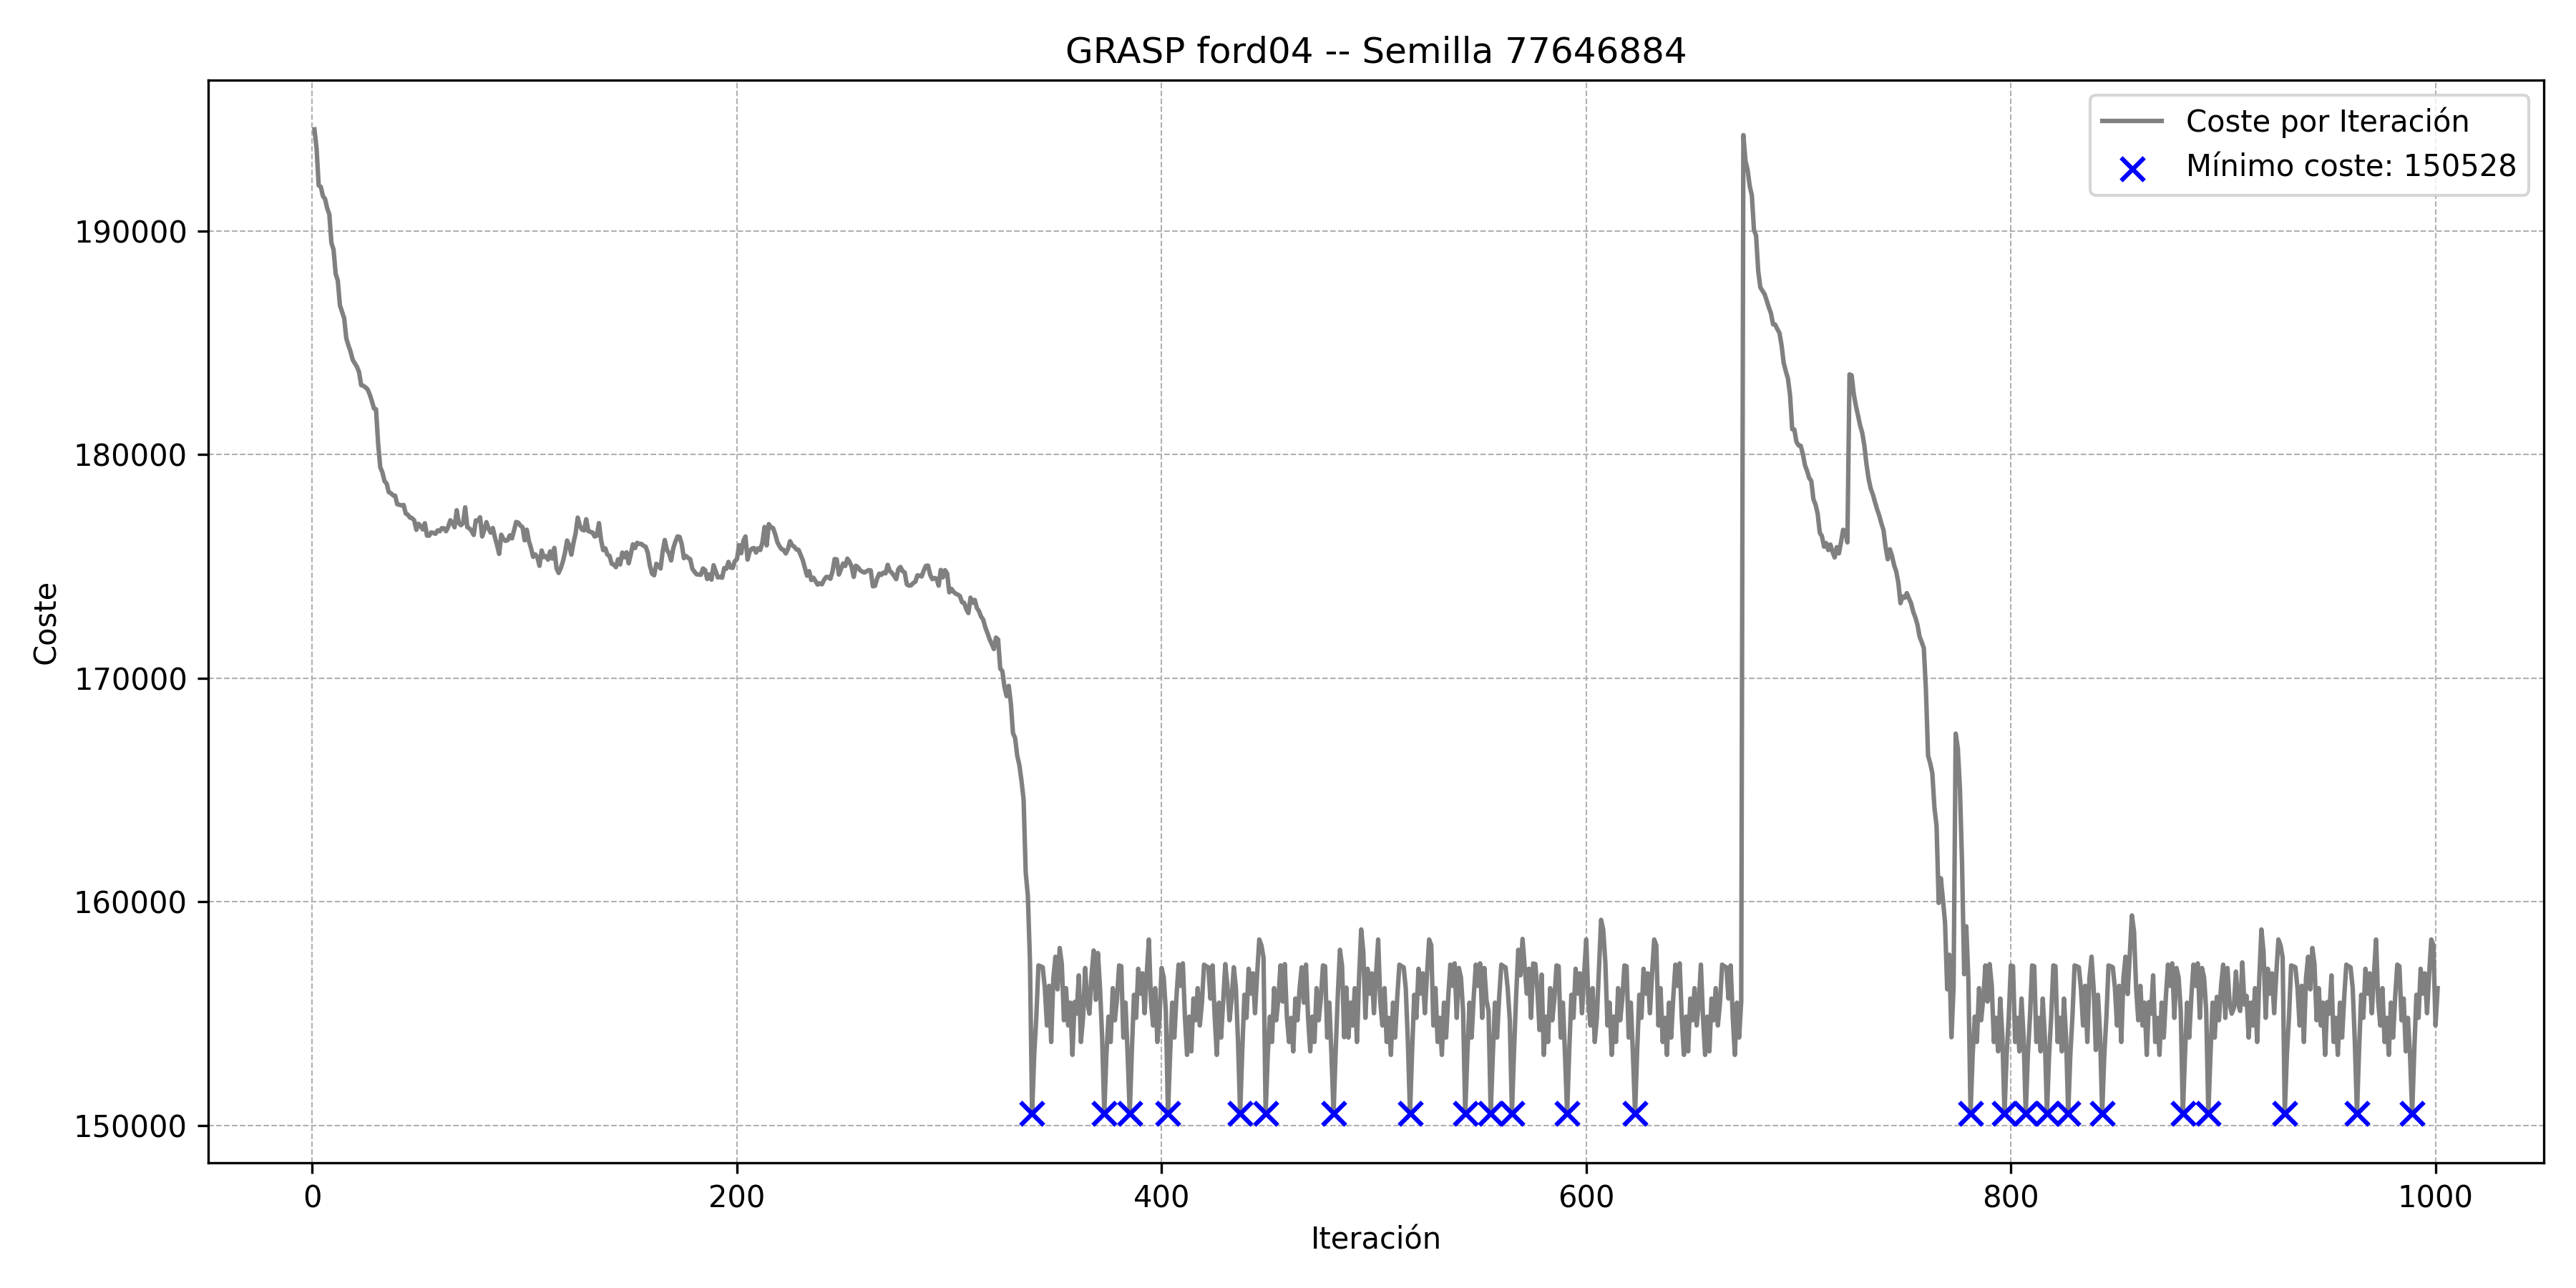 GRASP ford04 -- Semilla 77646884
Coste por Iteración
Mínimo coste: 150528
Coste
190000
180000
170000
160000
150000
0 200 400 600 800 1000
Iteración